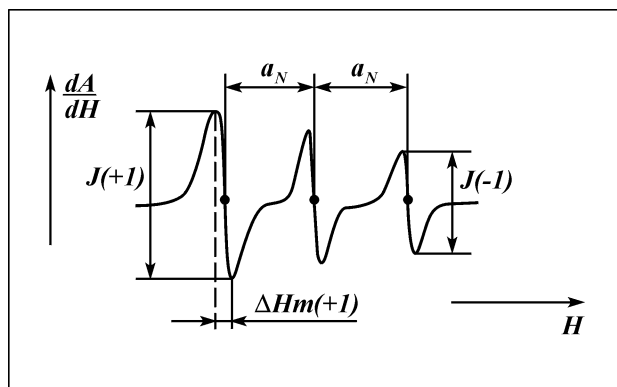 dA
dH
a_N
a_N
J(+1)
J(-1)
ΔHm(+1)
H